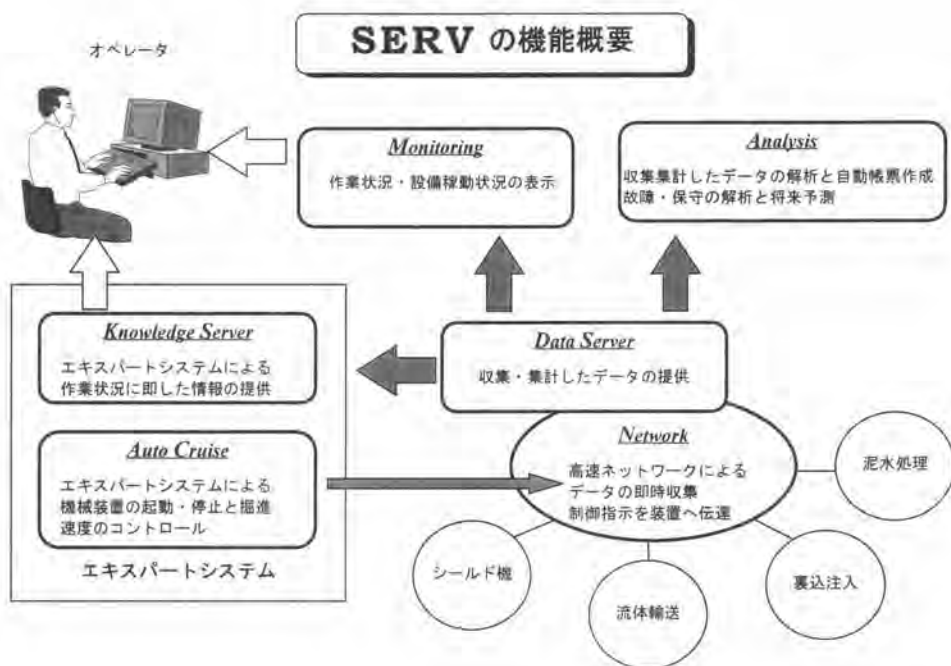 SERV の機能概要
オペレータ
Monitoring
作業状況・設備稼動状況の表示
Analysis
収集集計したデータの解析と自動帳票作成
故障・保守の解析と将来予測
Knowledge Server
エキスパートシステムによる
作業状況に即した情報の提供
Data Server
収集・集計したデータの提供
Auto Cruise
エキスパートシステムによる
機械装置の起動・停止と掘進
速度のコントロール
エキスパートシステム
Network
高速ネットワークによる
データの即時収集
制御指示を装置へ伝達
泥水処理
シールド機
流体輸送
裏込注入